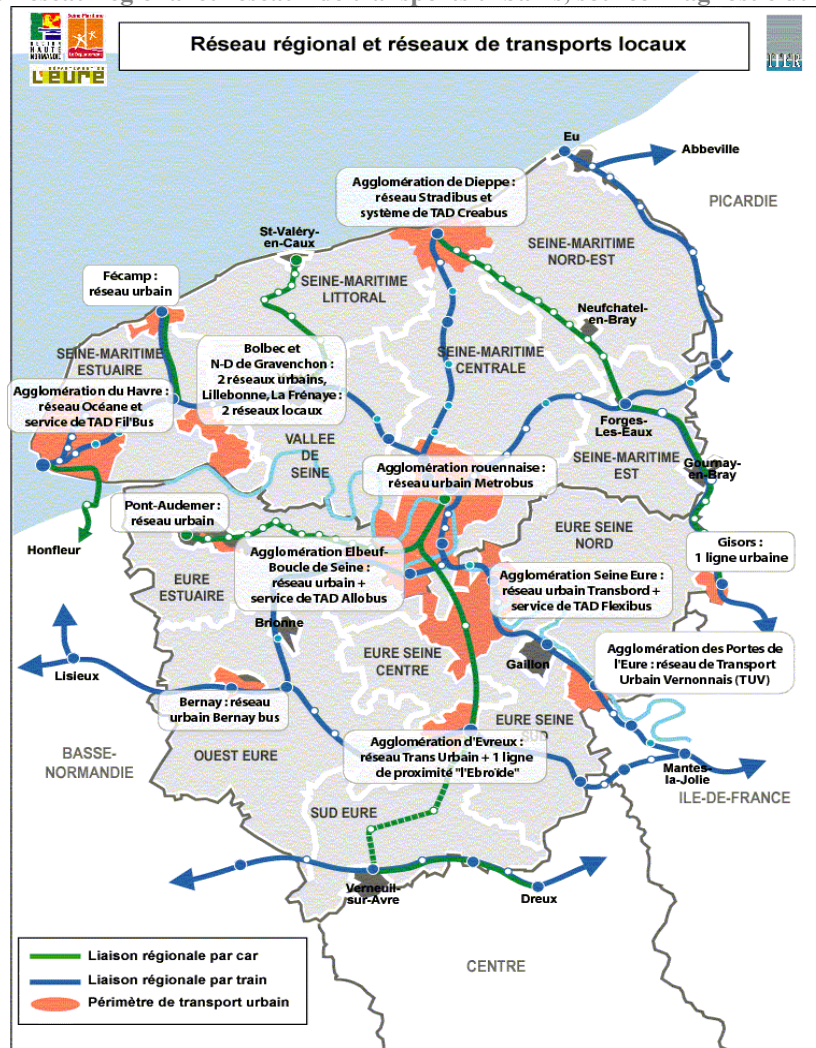 Réseau régional et réseaux de transports locaux
L'EURE
Eu
Abbeville
PICARDIE
Agglomération de Dieppe :
réseau Stradibus et
système de TAD Creabus
St-Valéry-
en-Caux
SEINE-MARITIME
NORD-EST
Fécamp :
réseau urbain
SEINE-MARITIME
LITTORAL
Neufchatel-
en-Bray
SEINE-MARITIME
ESTUAIRE
Bolbec et
N-D de Gravenchon :
2 réseaux urbains,
Lillebonne, La Frénaye :
2 réseaux locaux
SEINE-MARITIME
CENTRALE
Agglomération du Havre :
réseau Océane et
service de TAD Fil'Bus
Forges-
Les-Eaux
VALLEE
DE
SEINE
SEINE-MARITIME
EST
Agglomération rouennaise :
réseau urbain Metrobus
Gournay-
en-Bray
Pont-Audemer :
réseau urbain
Honfleur
EURE SEINE
NORD
Gisors :
1 ligne urbaine
Agglomération Elbeuf-
Boucle de Seine :
réseau urbain +
service de TAD Allobus
Agglomération Seine Eure :
réseau urbain Transbord +
service de TAD Flexibus
EURE
ESTUAIRE
Brionne
EURE SEINE
CENTRE
Gaillon
Agglomération des Portes de
l'Eure : réseau de Transport
Urbain Vernonnais (TUV)
Lisieux
Bernay : réseau
urbain Bernay bus
EURE SEINE
SUD
BASSE-
NORMANDIE
OUEST EURE
Agglomération d'Evreux :
réseau Trans Urbain + 1 ligne
de proximité "l'Ebroïde"
Mantes-
la-Jolie
ILE-DE-FRANCE
SUD EURE
Verneuil-
sur-Avre
Dreux
CENTRE
Liaison régionale par car
Liaison régionale par train
Périmètre de transport urbain